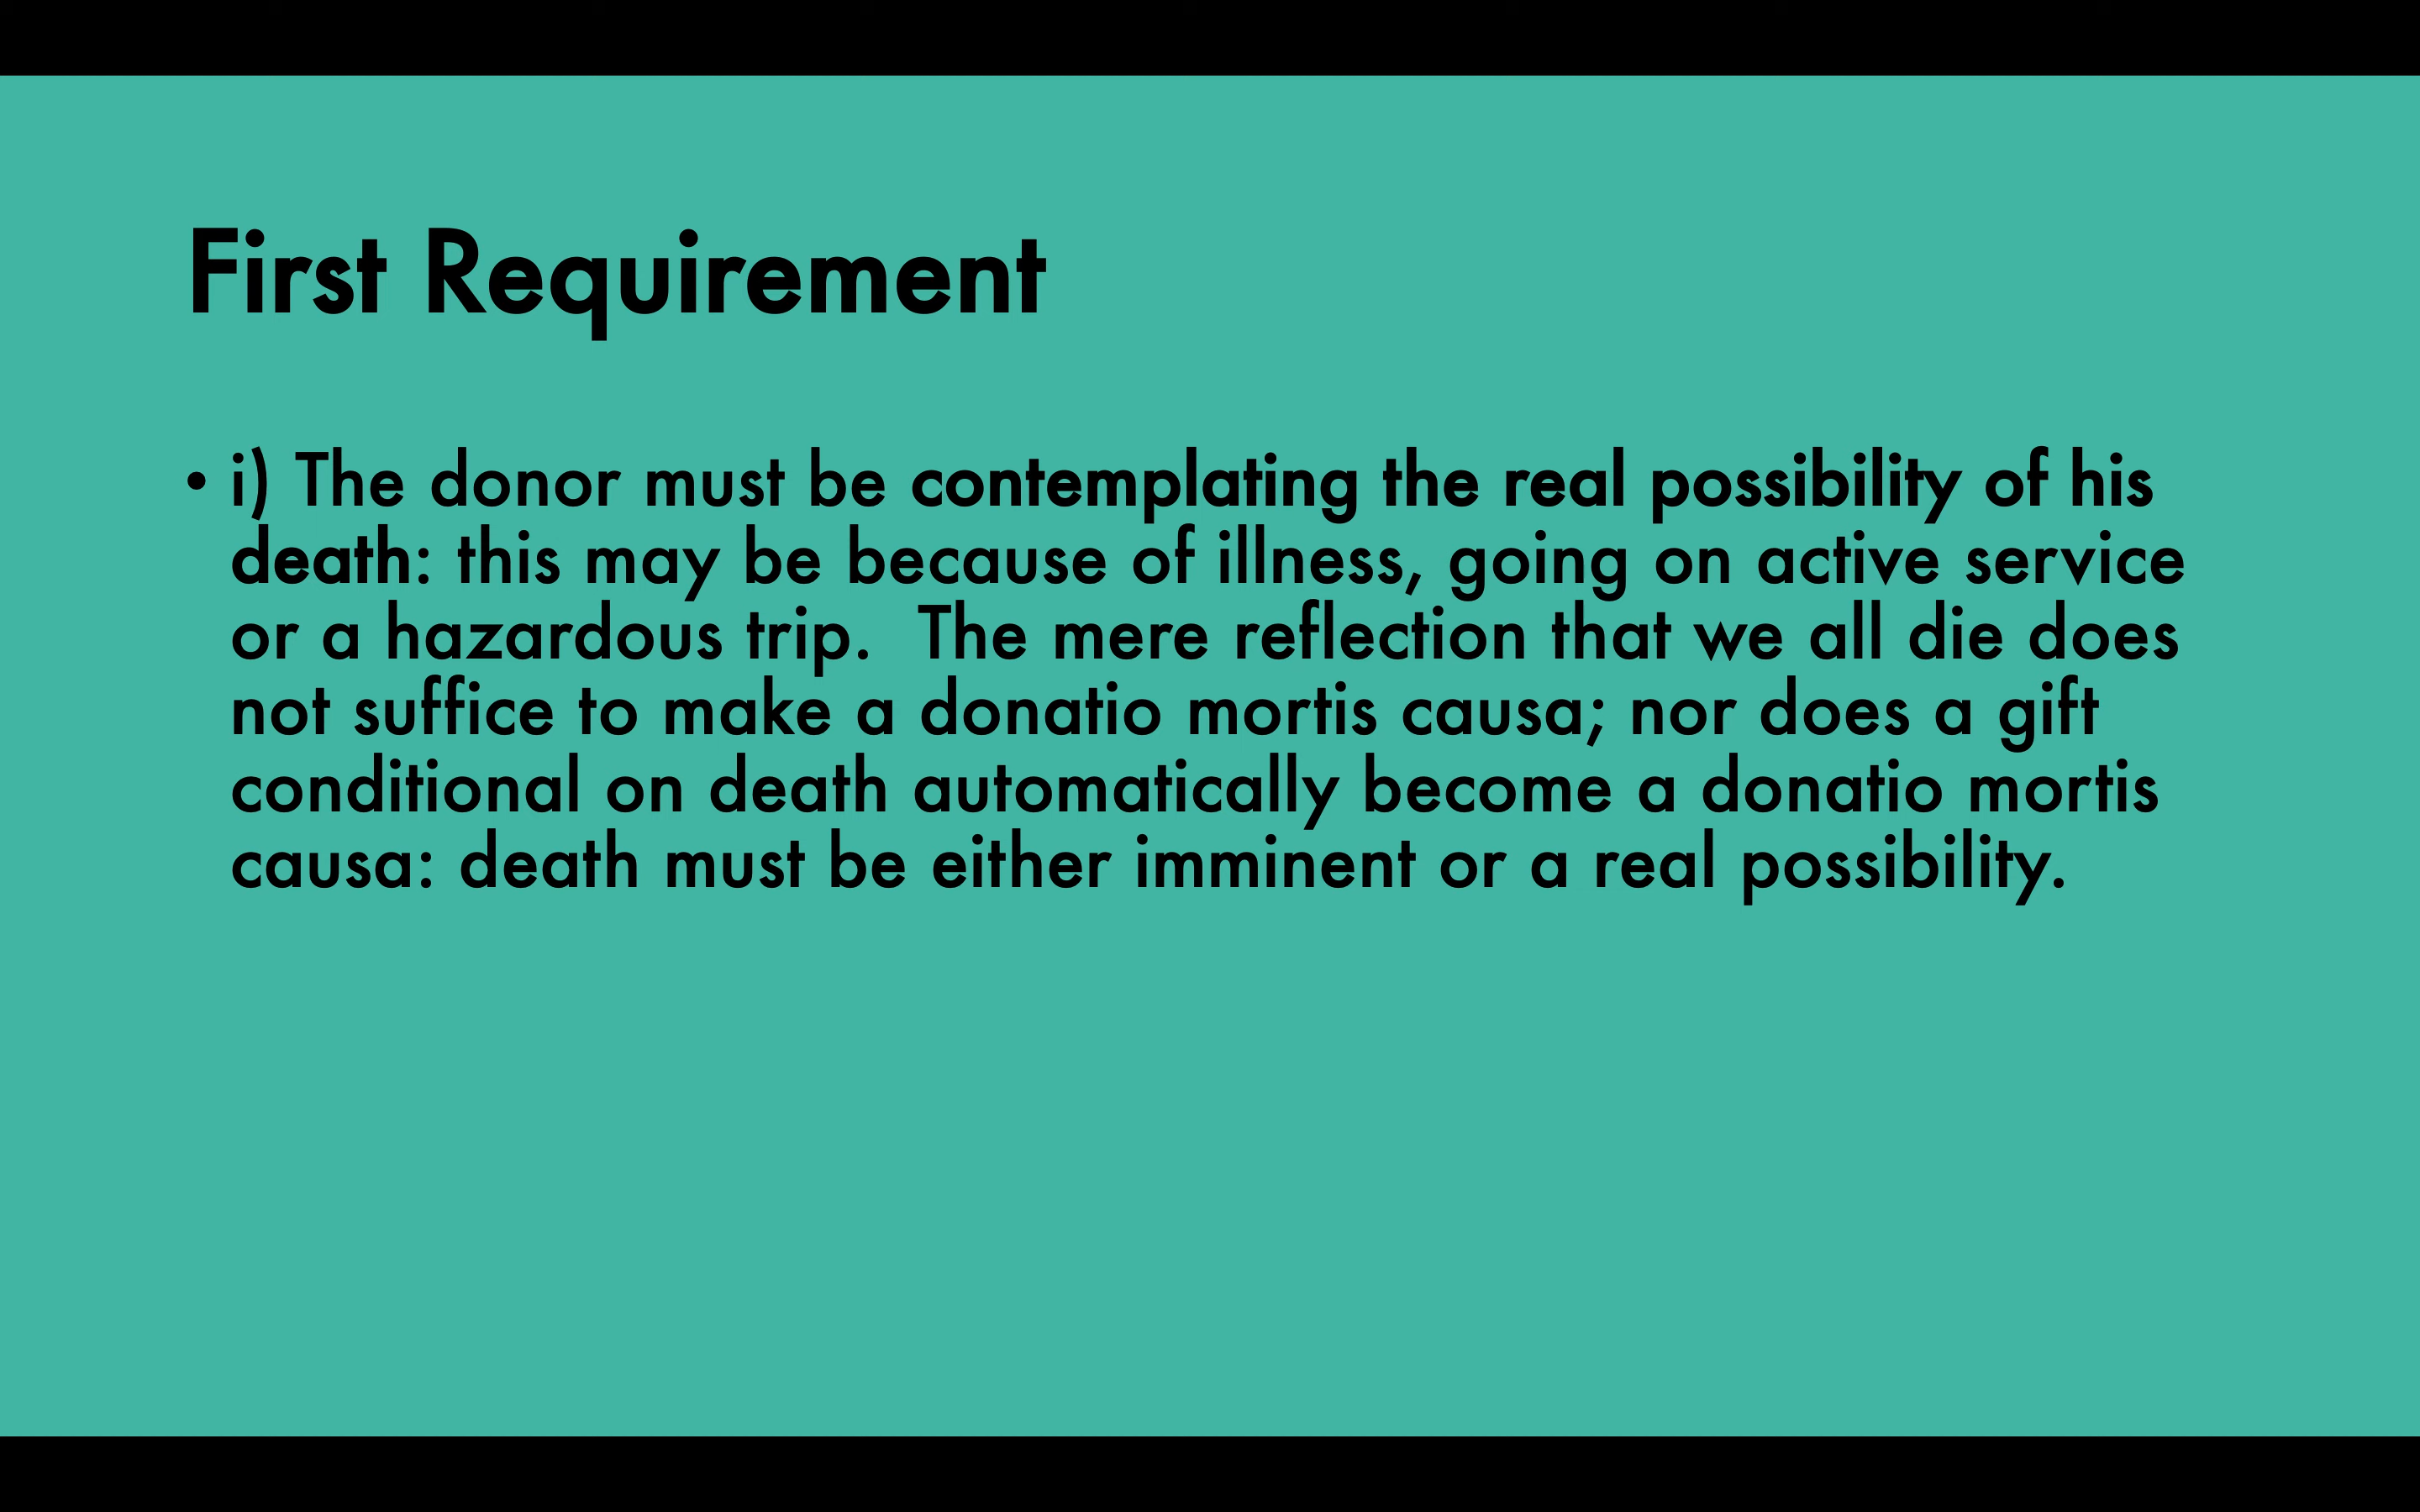 First Requirement
• i) The donor must be contemplating the real possibility of his
death: this may be because of illness, going on active service
or a hazardous trip.  The mere reflection that we all die does
not suffice to make a donatio mortis causa; nor does a gift
conditional on death automatically become a donatio mortis
causa: death must be either imminent or a real possibility.